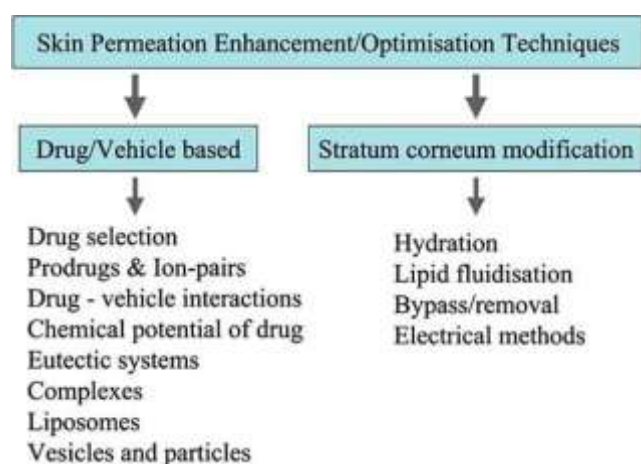 Skin Permeation Enhancement/Optimisation Techniques
Drug/Vehicle based
Drug selection
Prodrugs & Ion-pairs
Drug - vehicle interactions
Chemical potential of drug
Eutectic systems
Complexes
Liposomes
Vesicles and particles
Stratum corneum modification
Hydration
Lipid fluidisation
Bypass/removal
Electrical methods